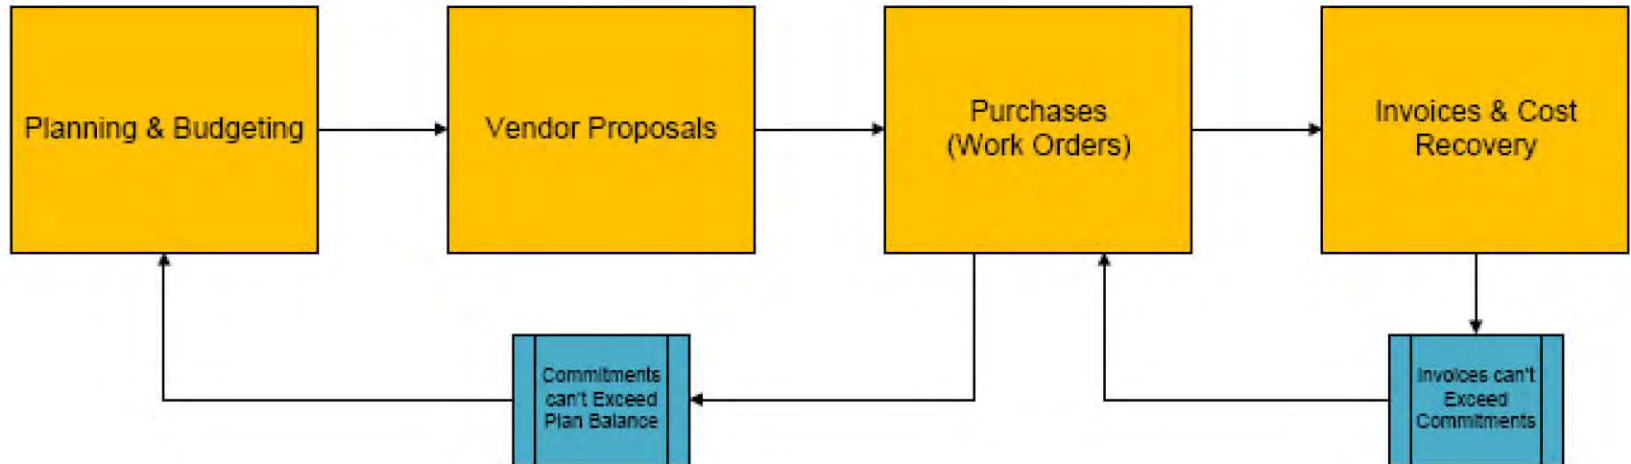 Planning & Budgeting
Vendor Proposals
Purchases
(Work Orders)
Invoices & Cost
Recovery
Commitments
can't Exceed
Plan Balance
Invoices can't
Exceed
Commitments